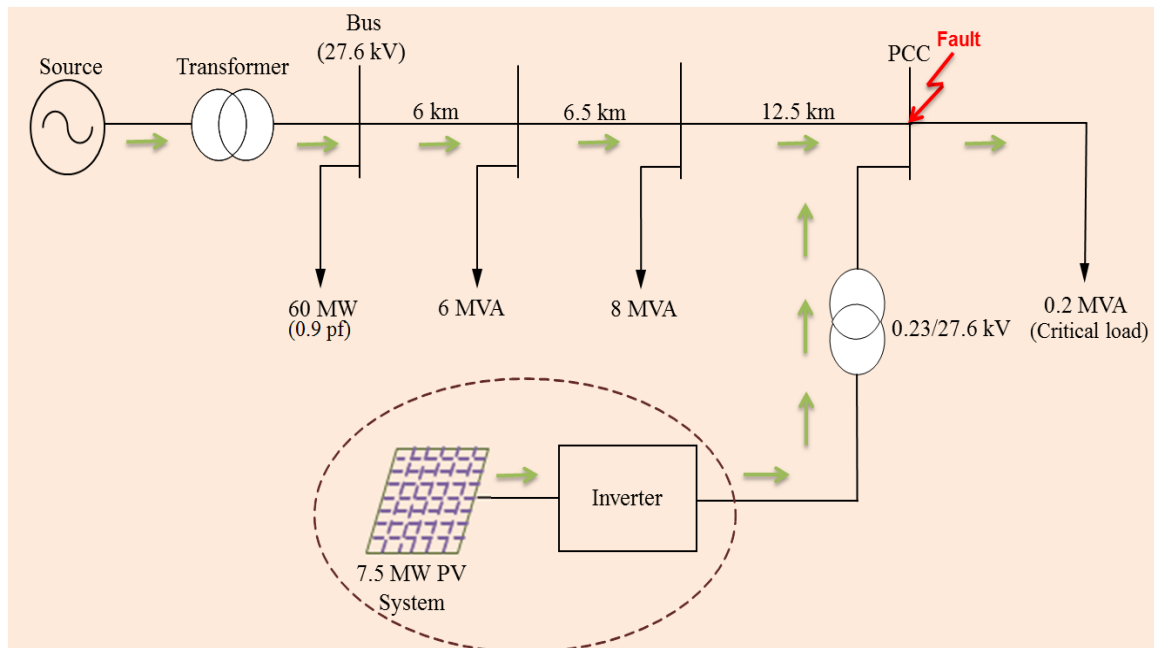 Bus
(27.6 kV)
Source
Transformer
PCC
Fault
6 km
6.5 km
12.5 km
60 MW
(0.9 pf)
6 MVA
8 MVA
0.2 MVA
(Critical load)
0.23/27.6 kV
Inverter
7.5 MW PV
System